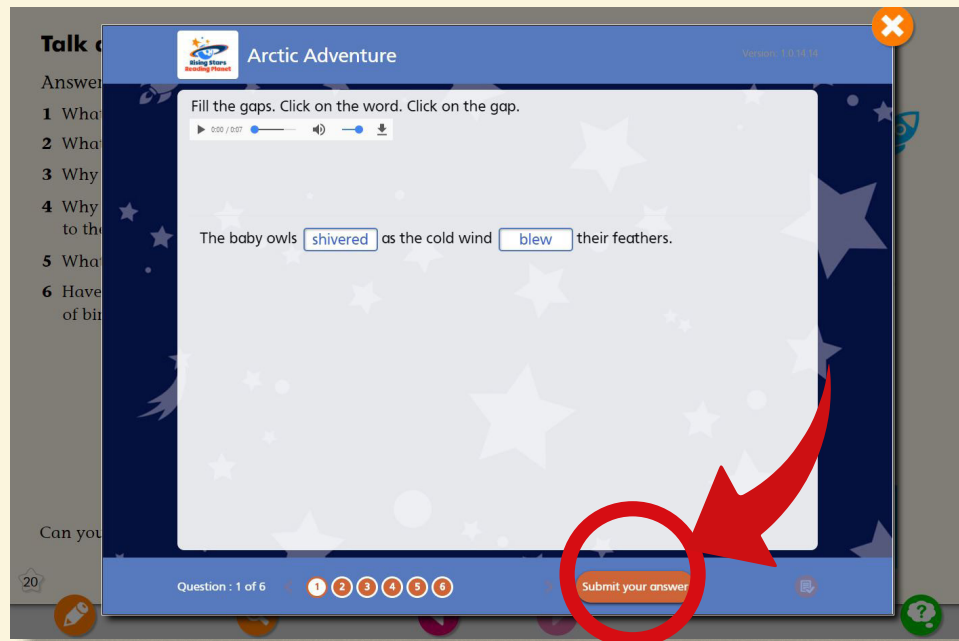 Talk
Answer
1 What
2 What
3 Why
4 Why
to the
5 What
6 Have
of bir
Can you
20
Rising Stars
Reading Planet
Arctic Adventure
Version: 1.0.14.14
Fill the gaps. Click on the word. Click on the gap.
0:00 / 0:07
The baby owls shivered as the cold wind blew their feathers.
Question : 1 of 6 1 2 3 4 5 6 Submit your answer